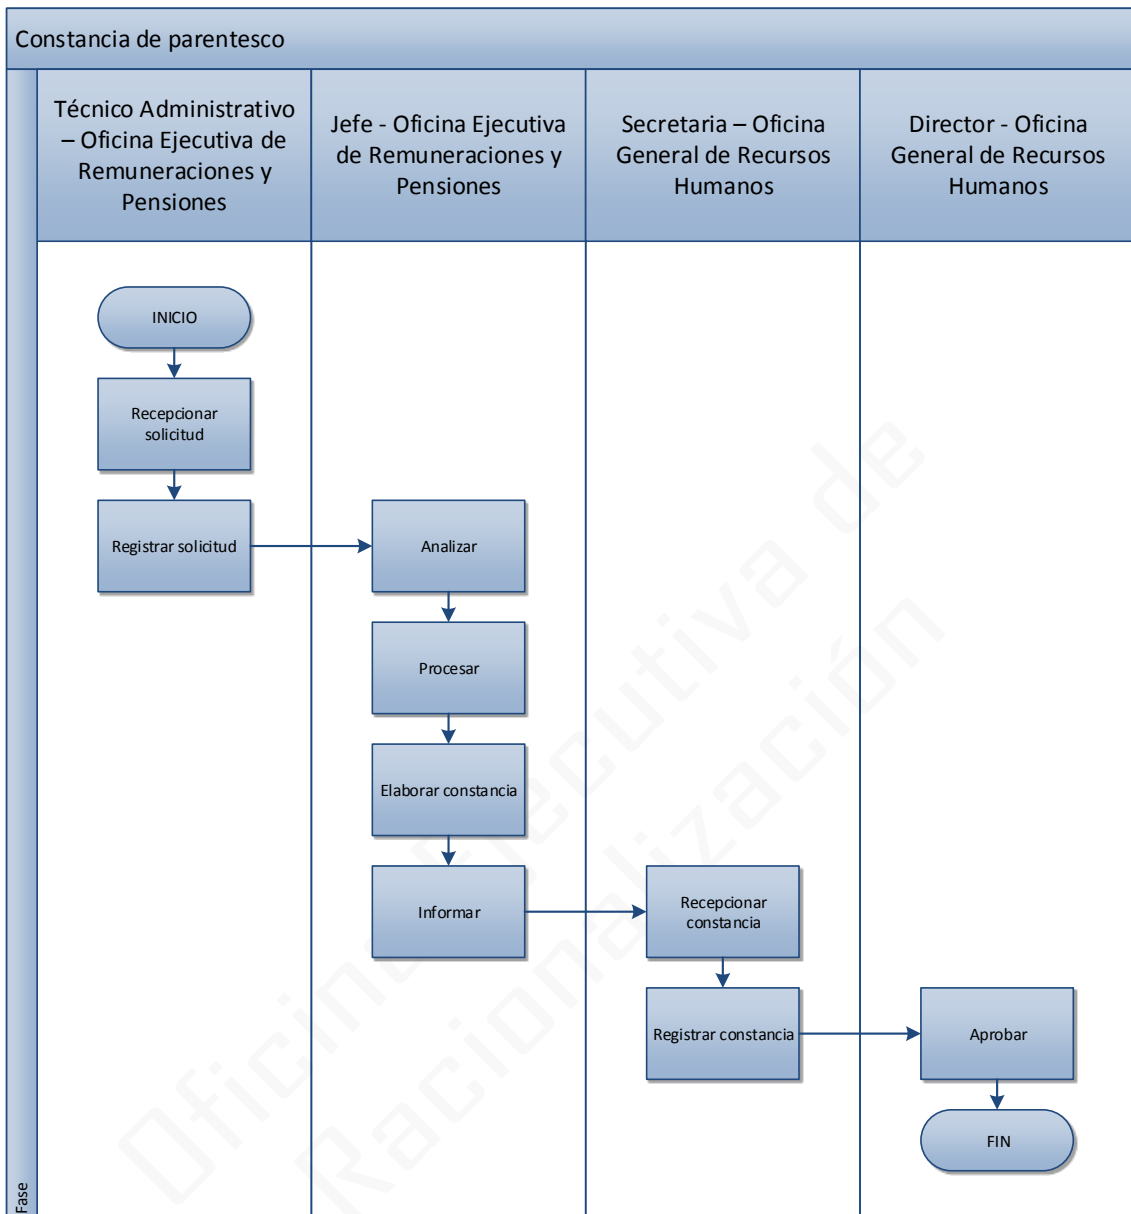 Constancia de parentesco
Técnico Administrativo
– Oficina Ejecutiva de
Remuneraciones y
Pensiones
Jefe - Oficina Ejecutiva
de Remuneraciones y
Pensiones
Secretaria – Oficina
General de Recursos
Humanos
Director - Oficina
General de Recursos
Humanos
INICIO
Recepcionar
solicitud
Registrar solicitud
Analizar
Procesar
Elaborar constancia
Informar
Recepcionar
constancia
Registrar constancia
Aprobar
FIN
Fase
Oficina Ejecutiva de
Racionalización